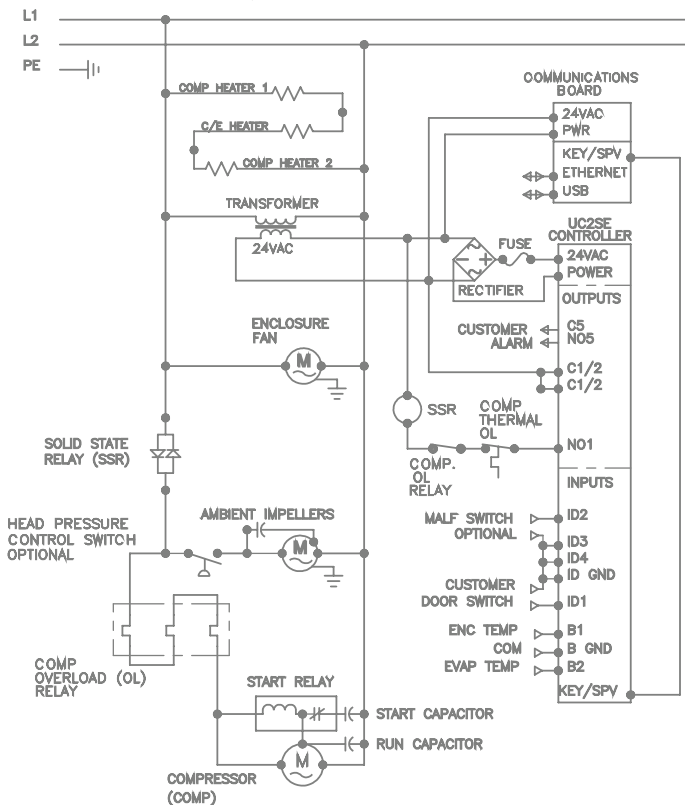 L1
L2
PE
COMP HEATER 1
C/E HEATER
COMP HEATER 2
TRANSFORMER
24VAC
COMMUNICATIONS
BOARD
24VAC
PWR
KEY/SPV
ETHERNET
USB
UC2SE
CONTROLLER
FUSE
24VAC
POWER
RECTIFIER
OUTPUTS
CUSTOMER
ALARM
C5
NO5
C1/2
C1/2
ENCLOSURE
FAN
M
SSR
COMP
THERMAL
OL
COMP.
OL
RELAY
NO1
SOLID STATE
RELAY (SSR)
INPUTS
HEAD PRESSURE
CONTROL SWITCH
OPTIONAL
AMBIENT IMPELLERS
M
MALF SWITCH
OPTIONAL
ID2
ID3
ID4
ID GND
CUSTOMER
DOOR SWITCH
ID1
ENC TEMP
B1
COM
B GND
EVAP TEMP
B2
KEY/SPV
COMP
OVERLOAD (OL)
RELAY
START RELAY
START CAPACITOR
RUN CAPACITOR
M
COMPRESSOR
(COMP)